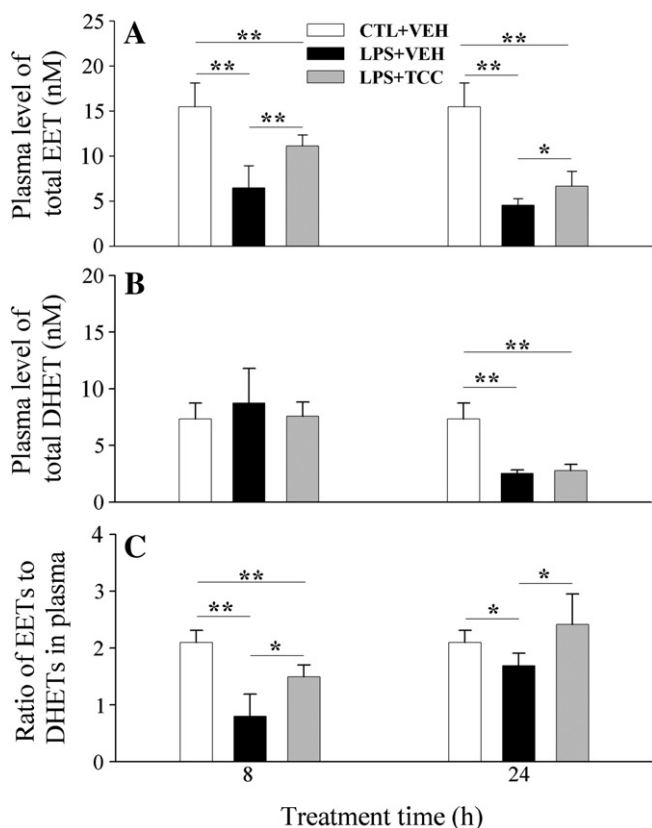 A
CTL+VEH
LPS+VEH
LPS+TCC
Plasma level of
total EET (nM)
25
20
15
10
5
0
**
**
**
**
**
*
B
Plasma level of
total DHET (nM)
20
15
10
5
0
**
**
C
Ratio of EETs to
DHETs in plasma
4
3
2
1
0
**
**
*
*
*
8
24
Treatment time (h)